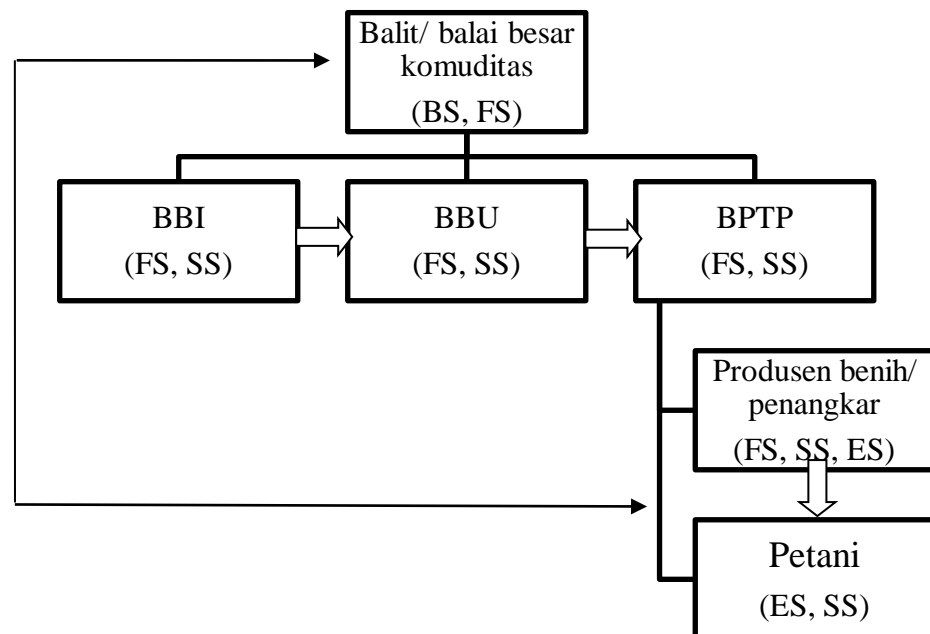 Balit/ balai besar
komuditas
(BS, FS)
BBI
(FS, SS)
BBU
(FS, SS)
BPTP
(FS, SS)
Produsen benih/
penangkar
(FS, SS, ES)
Petani
(ES, SS)